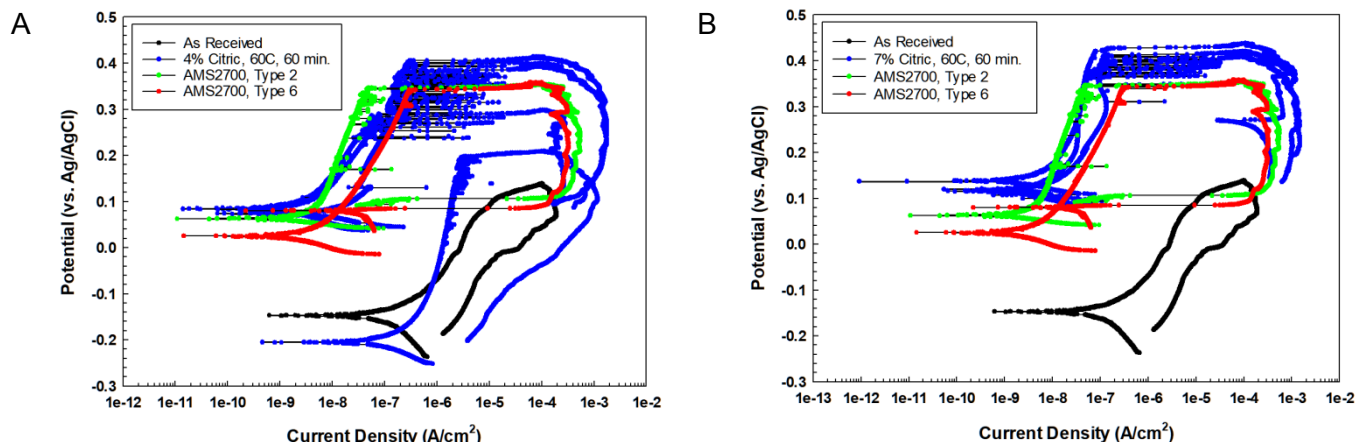 A
0.5
0.4
0.3
0.2
0.1
0.0
-0.1
-0.2
-0.3
Potential (vs. Ag/AgCl)
As Received
4% Citric, 60C, 60 min.
AMS2700, Type 2
AMS2700, Type 6
1e-12 1e-11 1e-10 1e-9 1e-8 1e-7 1e-6 1e-5 1e-4 1e-3 1e-2
Current Density (A/cm²)
B
0.5
0.4
0.3
0.2
0.1
0.0
-0.1
-0.2
-0.3
Potential (vs. Ag/AgCl)
As Received
7% Citric, 60C, 60 min.
AMS2700, Type 2
AMS2700, Type 6
1e-13 1e-12 1e-11 1e-10 1e-9 1e-8 1e-7 1e-6 1e-5 1e-4 1e-3 1e-2
Current Density (A/cm²)